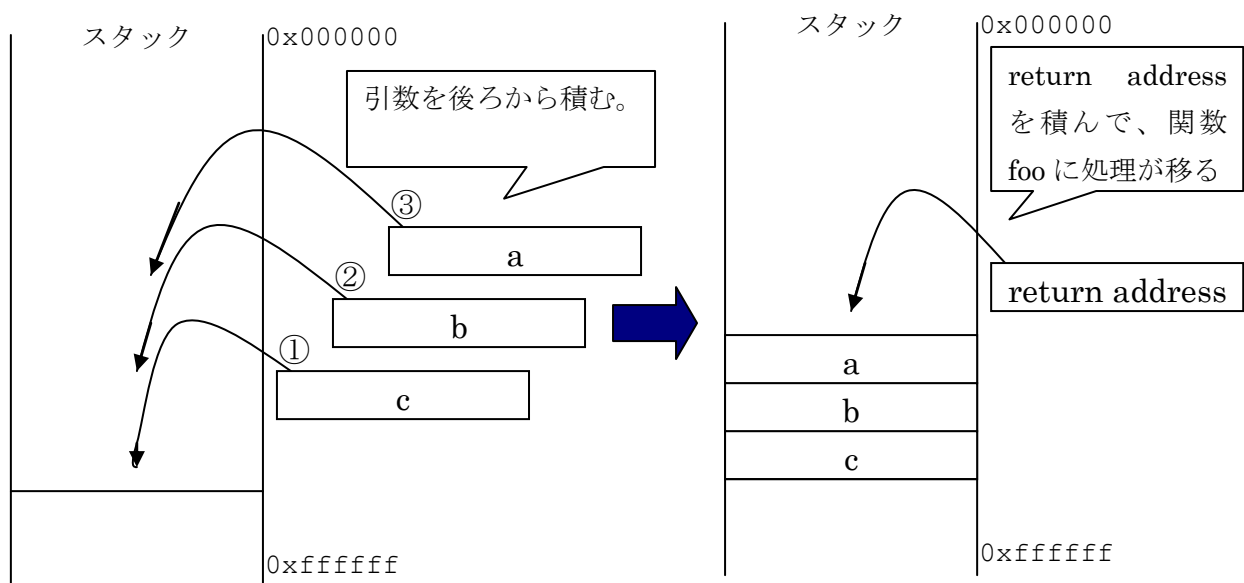 スタック
0x000000
引数を後ろから積む。
③
a
②
b
①
c
0xffffff
スタック
0x000000
return address
を積んで、関数
foo に処理が移る
return address
a
b
c
0xffffff